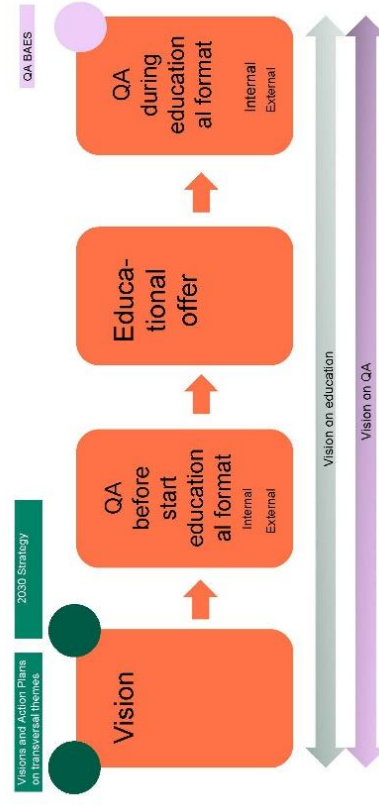 Visions and Action Plans
on transversal themes
2030 Strategy
QA BAES
Vision
QA
before
start
education
al format
Internal
External
Educa-
tional
offer
QA
during
education
al format
Internal
External
Vision on education
Vision on QA